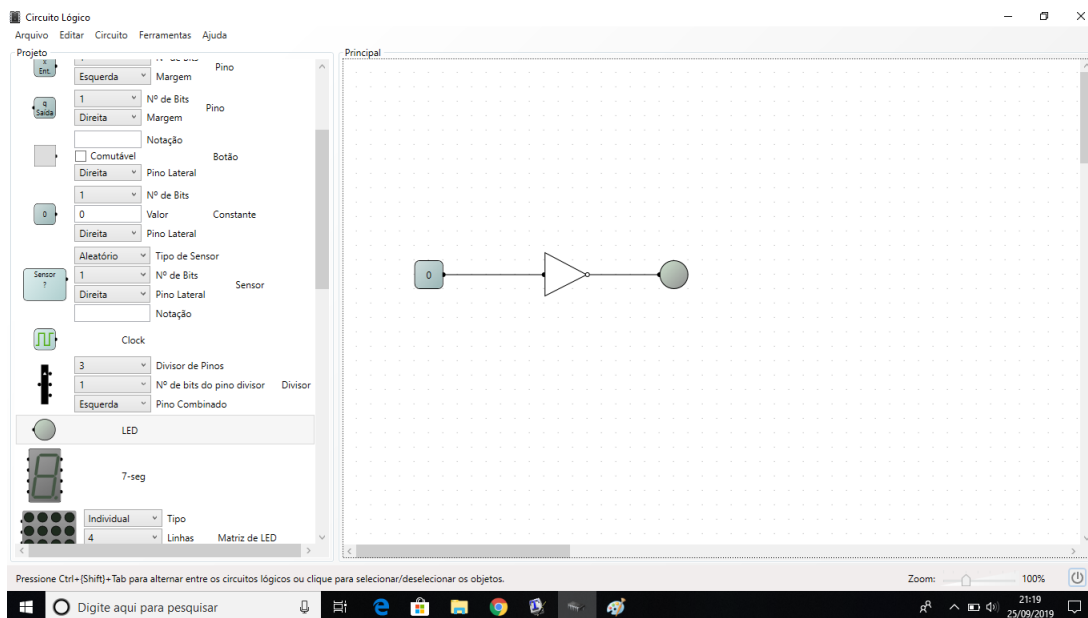 Circuito Lógico
Arquivo Editar Circuito Ferramentas Ajuda
Projeto
Principal
x
Ent.
Esquerda Margem
Pino
q
Saída
1 Nº de Bits
Direita Margem
Pino
Notação
Comutável
Botão
Direita Pino Lateral
1 Nº de Bits
0
0 Valor
Constante
Direita Pino Lateral
Aleatório Tipo de Sensor
Sensor
?
1 Nº de Bits
Sensor
Direita Pino Lateral
Notação
Clock
3 Divisor de Pinos
1 Nº de bits do pino divisor
Divisor
Esquerda Pino Combinado
LED
7-seg
Individual Tipo
4 Linhas
Matriz de LED
0
Pressione Ctrl+{Shift}+Tab para alternar entre os circuitos lógicos ou clique para selecionar/deselecionar os objetos.
Zoom: 100%
Digite aqui para pesquisar
21:19
25/09/2019